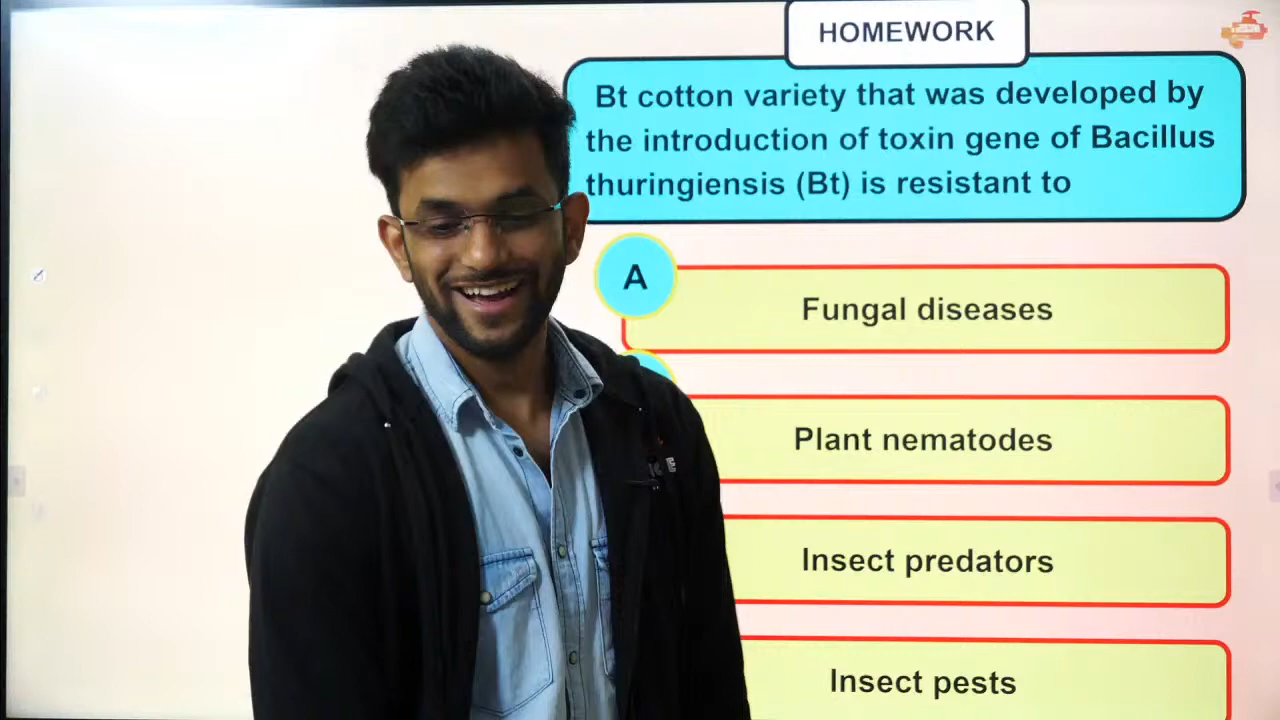 HOMEWORK
Bt cotton variety that was developed by
the introduction of toxin gene of Bacillus
thuringiensis (Bt) is resistant to
A
Fungal diseases
Plant nematodes
Insect predators
Insect pests